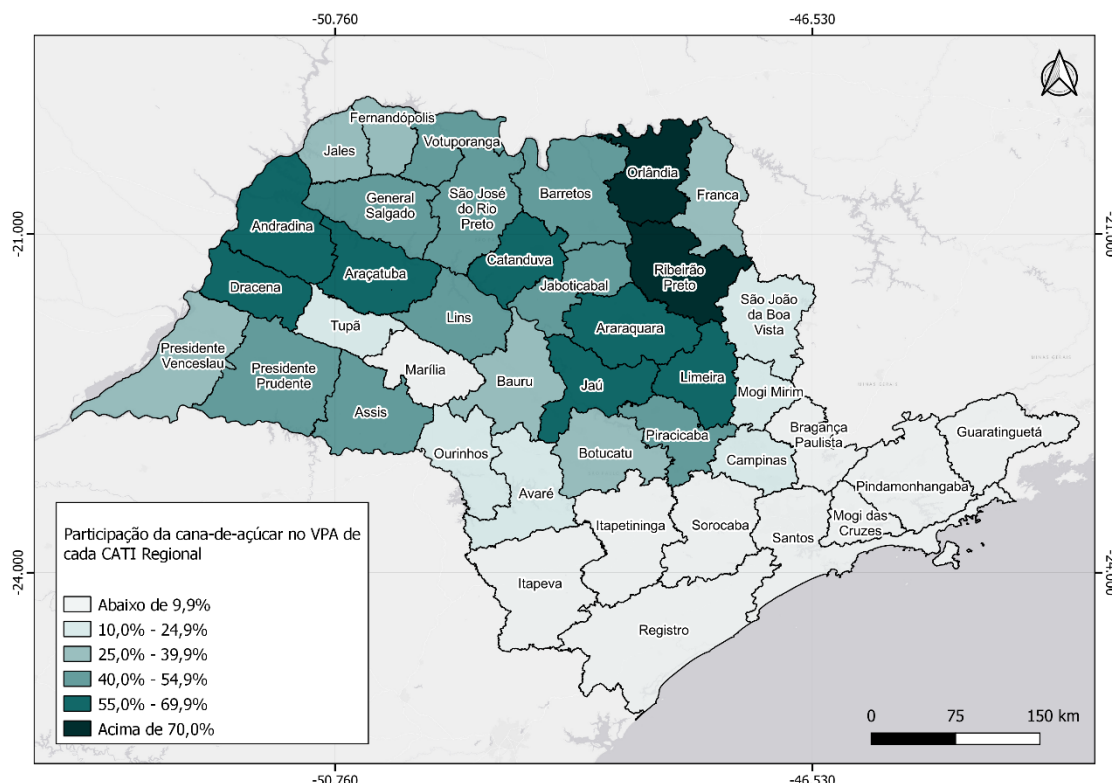 -50.760
-46.530
Fernandópolis
Votuporanga
Jales
Orlândia
General
Salgado
São José
do Rio
Preto
Barretos
Franca
-21.000
-21.000
Andradina
Catanduva
Araçatuba
Ribeirão
Preto
Dracena
Jaboticabal
São João
da Boa
Vista
Lins
Araraquara
Tupã
Presidente
Venceslau
Presidente
Prudente
Marília
Bauru
Jaú
Limeira
Mogi Mirim
Assis
Bragança
Paulista
Guaratinguetá
Piracicaba
Ourinhos
Botucatu
Campinas
Pindamonhangaba
Avaré
Itapetininga
Sorocaba
Mogi das
Cruzes
Santos
-24.000
-24.000
Itapeva
Registro
Participação da cana-de-açúcar no VPA de
cada CATI Regional
Abaixo de 9,9%
10,0% - 24,9%
25,0% - 39,9%
40,0% - 54,9%
55,0% - 69,9%
Acima de 70,0%
0 75 150 km
-50.760
-46.530